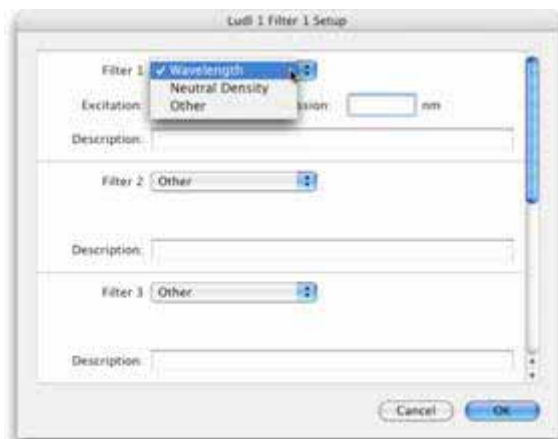 Ludl 1 Filter 1 Setup
Filter 1 ✓ Wavelength
Neutral Density
Other
Excitation: ssion: nm
Description:
Filter 2 Other
Description:
Filter 3 Other
Description:
Cancel OK